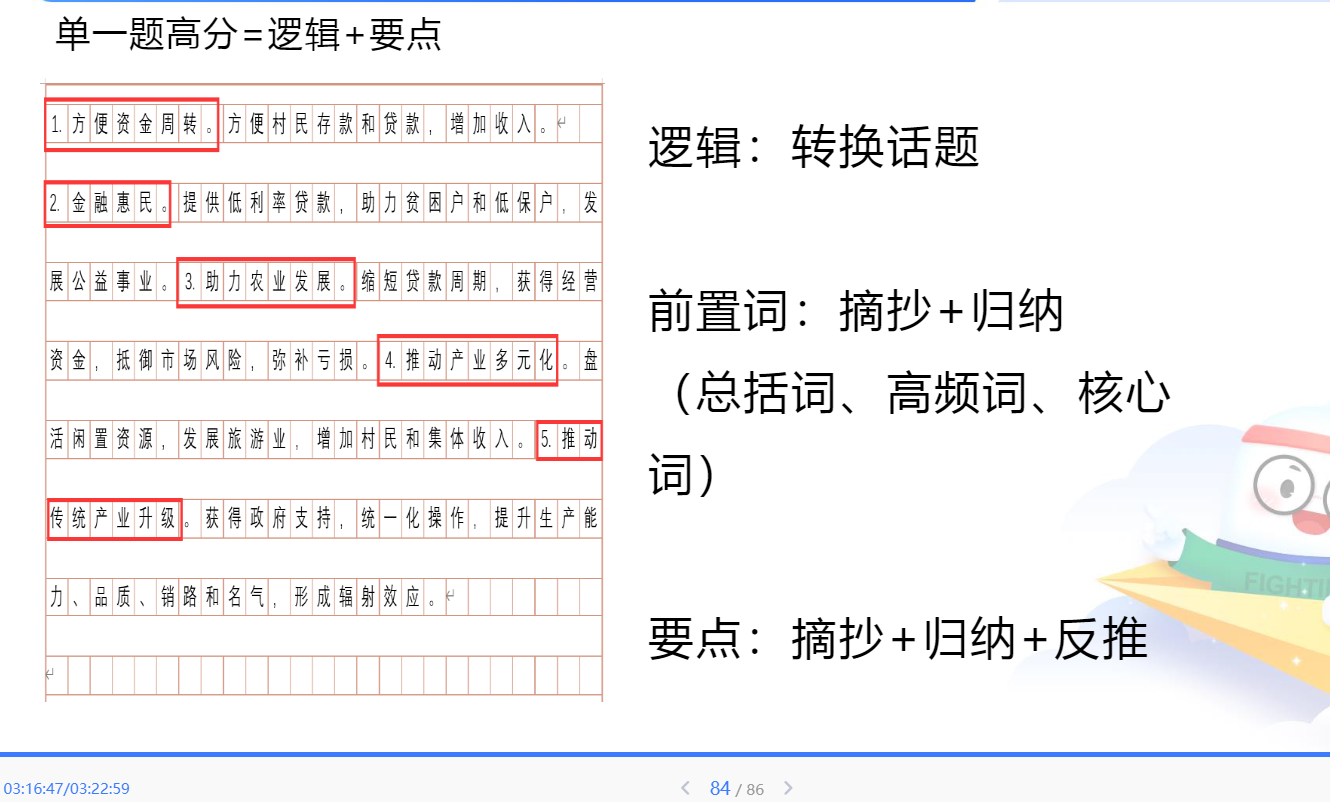 单一题高分=逻辑+要点
1.方便资金周转。方便村民存款和贷款，增加收入。
2.金融惠民。提供低利率贷款，助力贫困户和低保户，发
展公益事业。3.助力农业发展。缩短贷款周期，获得经营
资金，抵御市场风险，弥补亏损。4.推动产业多元化。盘
活闲置资源，发展旅游业，增加村民和集体收入。5.推动
传统产业升级。获得政府支持，统一化操作，提升生产能
力、品质、销路和名气，形成辐射效应。
逻辑：转换话题
前置词：摘抄+归纳
（总括词、高频词、核心
词）
要点：摘抄+归纳+反推
FIGHTI
03:16:47/03:22:59
84 / 86